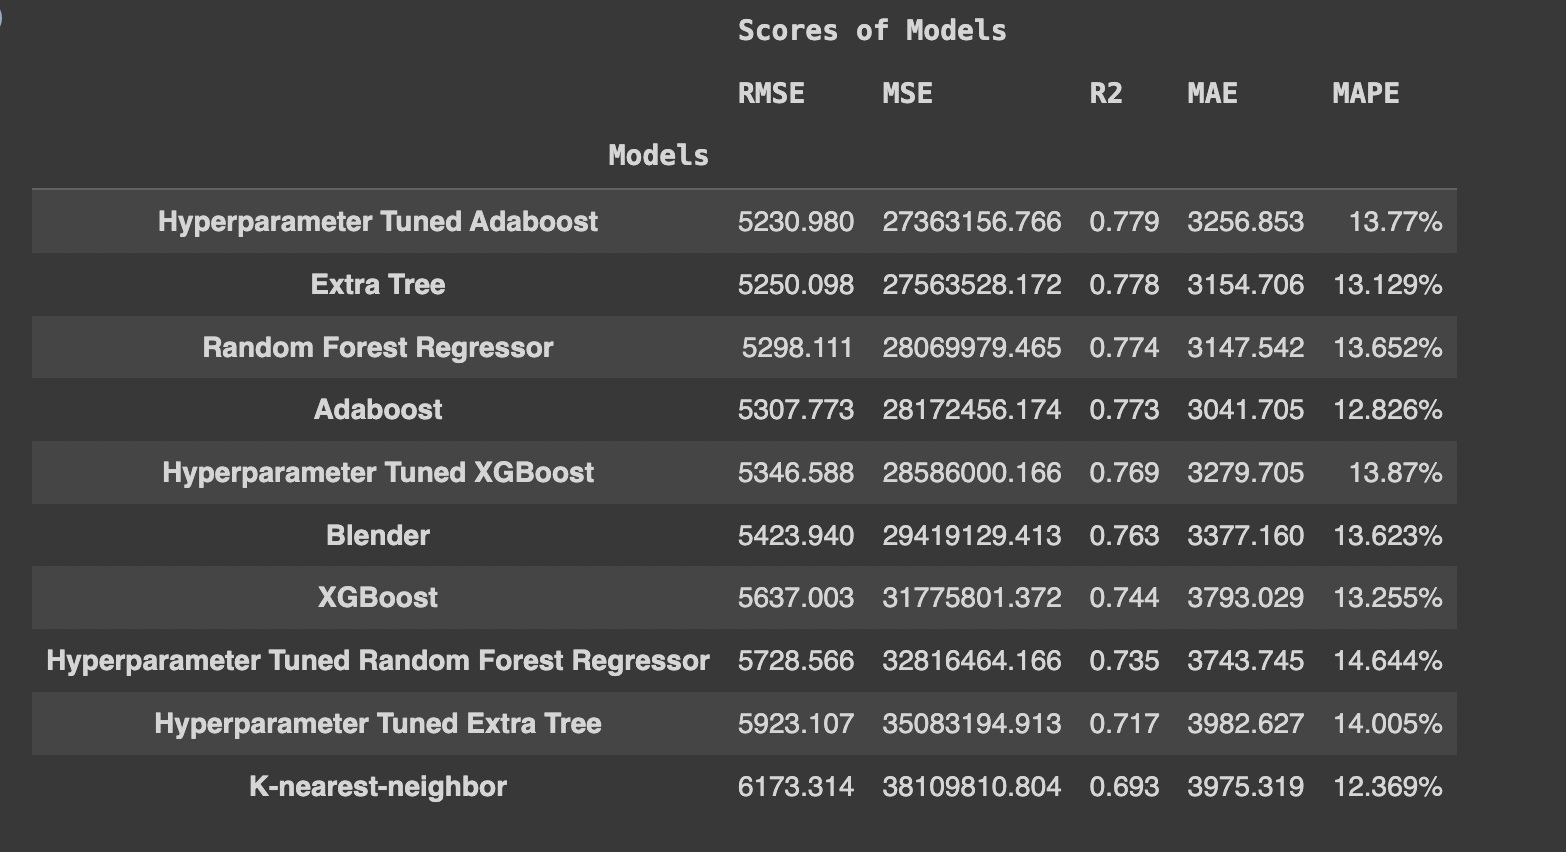 Scores of Models
RMSE MSE R2 MAE MAPE
Models
Hyperparameter Tuned Adaboost 5230.980 27363156.766 0.779 3256.853 13.77%
Extra Tree 5250.098 27563528.172 0.778 3154.706 13.129%
Random Forest Regressor 5298.111 28069979.465 0.774 3147.542 13.652%
Adaboost 5307.773 28172456.174 0.773 3041.705 12.826%
Hyperparameter Tuned XGBoost 5346.588 28586000.166 0.769 3279.705 13.87%
Blender 5423.940 29419129.413 0.763 3377.160 13.623%
XGBoost 5637.003 31775801.372 0.744 3793.029 13.255%
Hyperparameter Tuned Random Forest Regressor 5728.566 32816464.166 0.735 3743.745 14.644%
Hyperparameter Tuned Extra Tree 5923.107 35083194.913 0.717 3982.627 14.005%
K-nearest-neighbor 6173.314 38109810.804 0.693 3975.319 12.369%